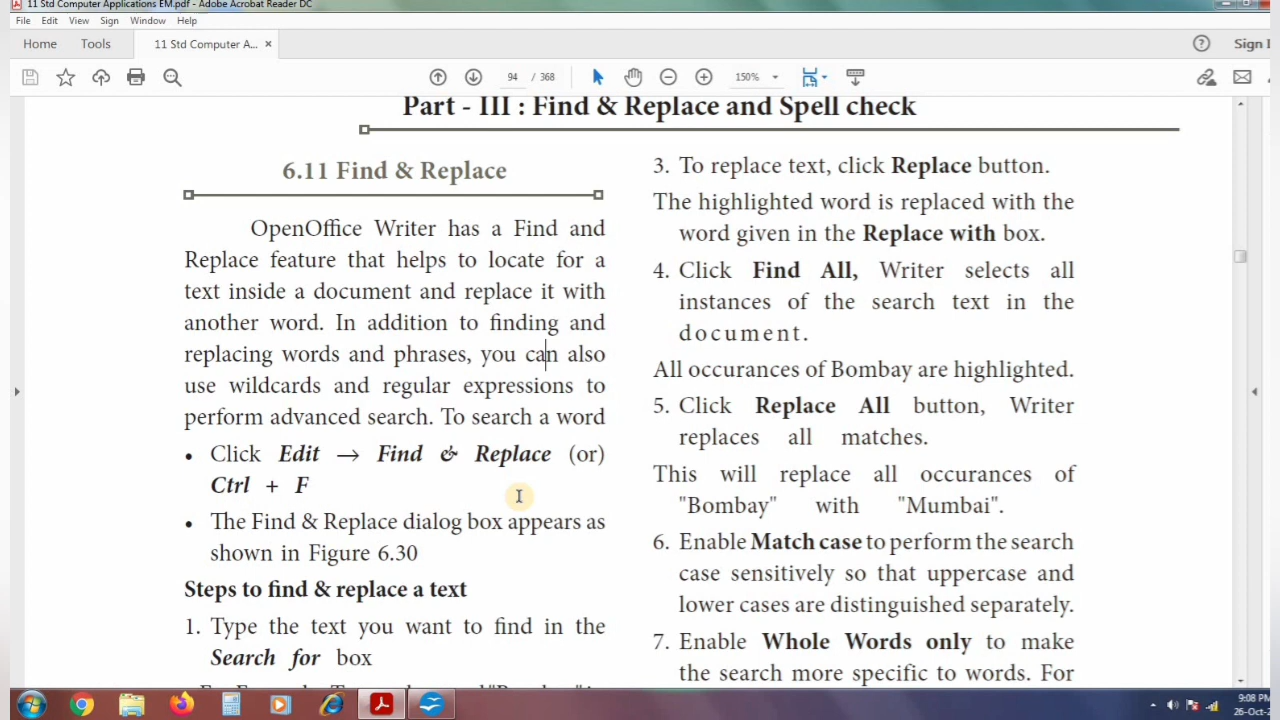 11 Std Computer Applications EM.pdf - Adobe Acrobat Reader DC
File Edit View Sign Window Help
Home Tools 11 Std Computer A... × Sign
94 / 368 150%
Part - III : Find & Replace and Spell check
6.11 Find & Replace
OpenOffice Writer has a Find and
Replace feature that helps to locate for a
text inside a document and replace it with
another word. In addition to finding and
replacing words and phrases, you can also
use wildcards and regular expressions to
perform advanced search. To search a word
• Click Edit → Find & Replace (or)
Ctrl + F
• The Find & Replace dialog box appears as
shown in Figure 6.30
Steps to find & replace a text
1. Type the text you want to find in the
Search for box
3. To replace text, click Replace button.
The highlighted word is replaced with the
word given in the Replace with box.
4. Click Find All, Writer selects all
instances of the search text in the
document.
All occurances of Bombay are highlighted.
5. Click Replace All button, Writer
replaces all matches.
This will replace all occurances of
"Bombay" with "Mumbai".
6. Enable Match case to perform the search
case sensitively so that uppercase and
lower cases are distinguished separately.
7. Enable Whole Words only to make
the search more specific to words. For
9:08 PM
26-Oct-2